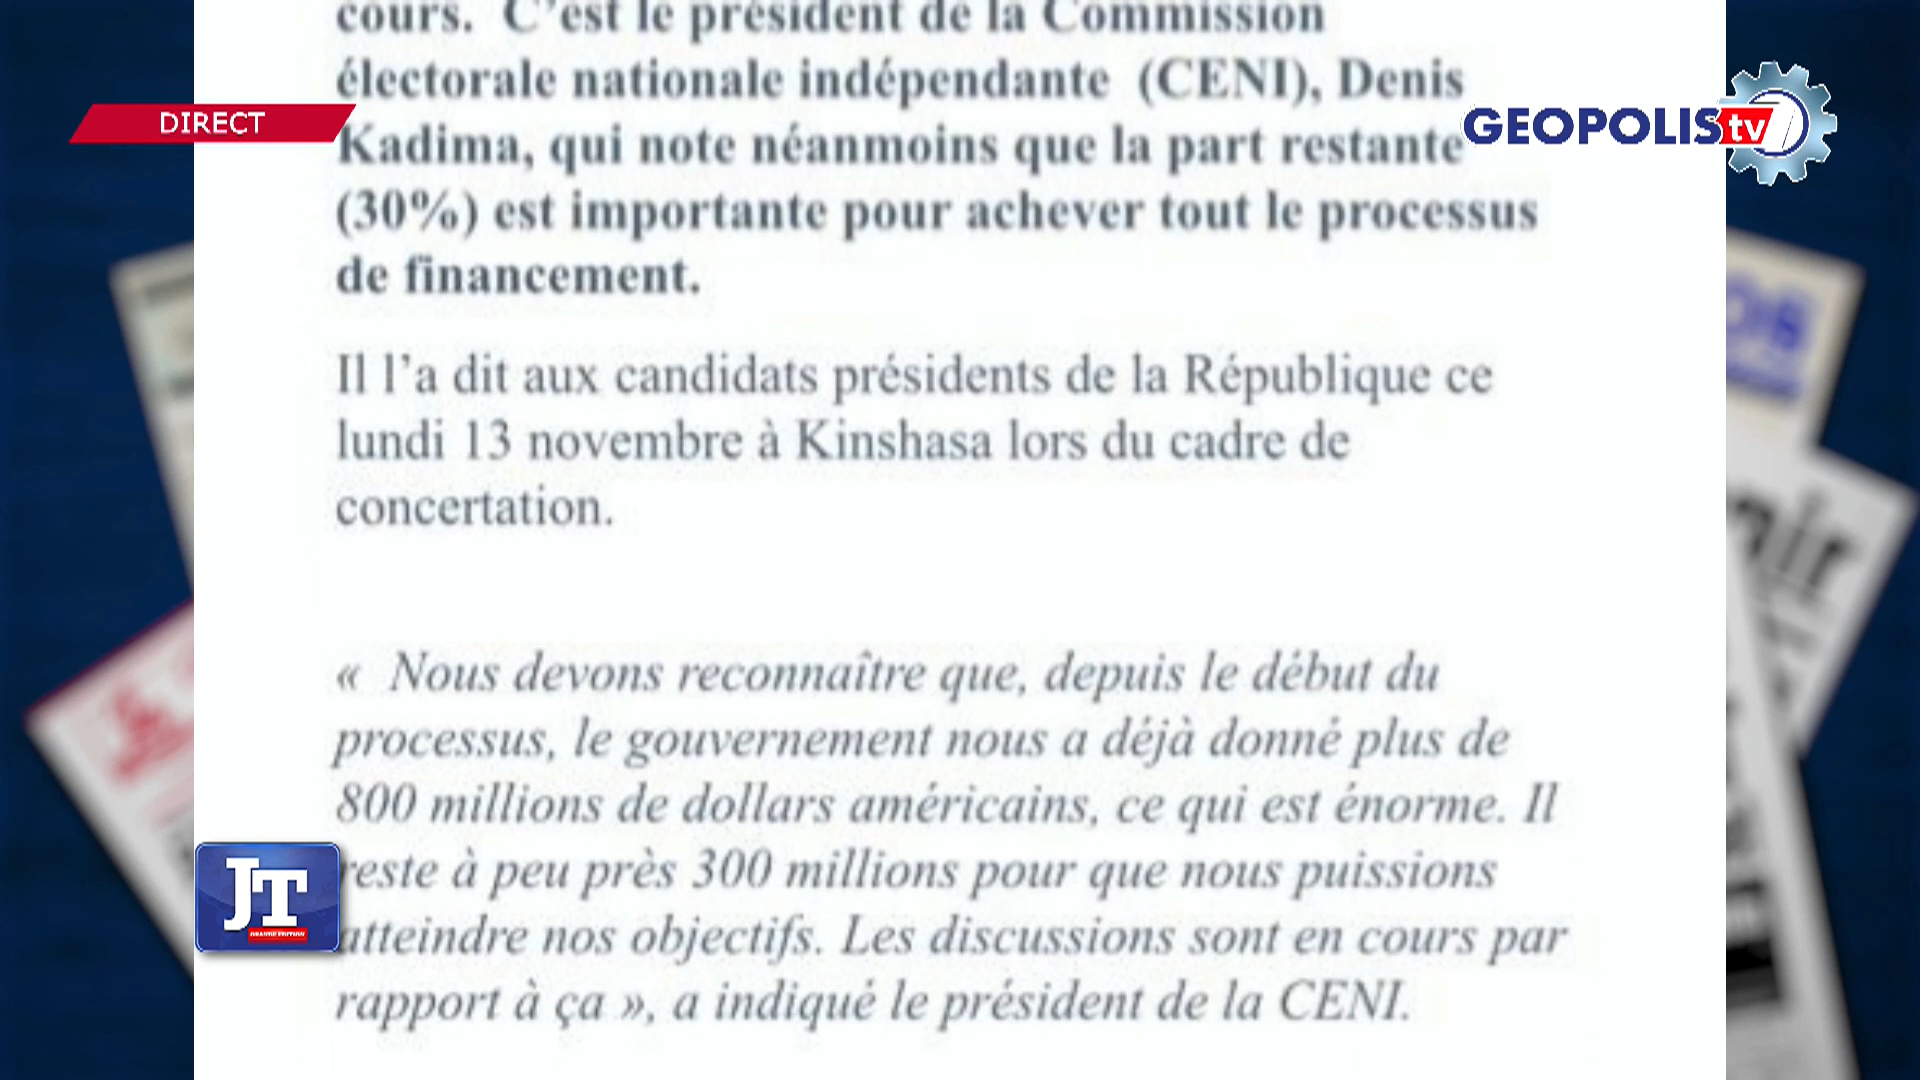 cours. C'est le président de la Commission
électorale nationale indépendante (CENI), Denis
DIRECT
GEOPOLIS tv
Kadima, qui note néanmoins que la part restante
(30%) est importante pour achever tout le processus
de financement.
Il l'a dit aux candidats présidents de la République ce
lundi 13 novembre à Kinshasa lors du cadre de
concertation.
« Nous devons reconnaître que, depuis le début du
processus, le gouvernement nous a déjà donné plus de
800 millions de dollars américains, ce qui est énorme. Il
reste à peu près 300 millions pour que nous puissions
JT
GRANDE EDITION
atteindre nos objectifs. Les discussions sont en cours par
rapport à ça », a indiqué le président de la CENI.